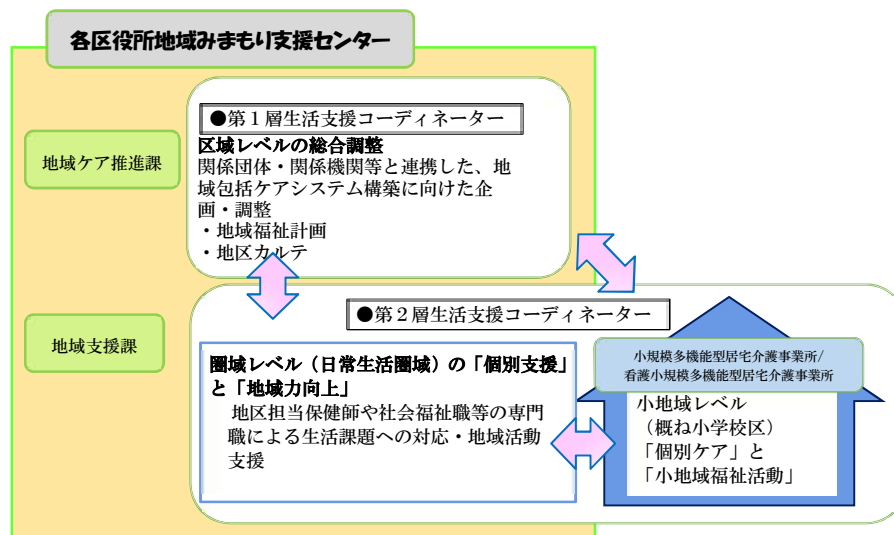 各区役所地域みまもり支援センター
地域ケア推進課
●第１層生活支援コーディネーター
区域レベルの総合調整
関係団体・関係機関等と連携した、地
域包括ケアシステム構築に向けた企
画・調整
・地域福祉計画
・地区カルテ
地域支援課
●第２層生活支援コーディネーター
圏域レベル（日常生活圏域）の「個別支援」
と「地域力向上」
地区担当保健師や社会福祉職等の専門
職による生活課題への対応・地域活動
支援
小規模多機能型居宅介護事業所/
看護小規模多機能型居宅介護事業所
小地域レベル
（概ね小学校区）
「個別ケア」と
「小地域福祉活動」